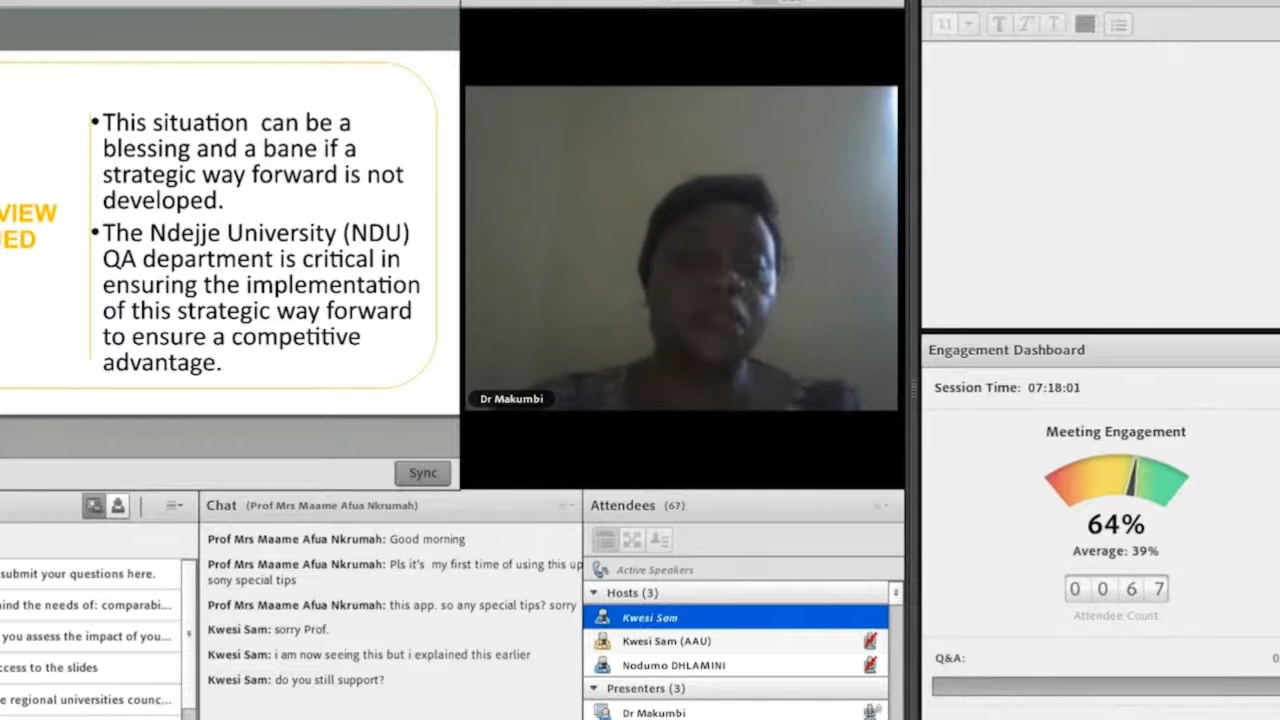 VIEW
UED
•This situation can be a
blessing and a bane if a
strategic way forward is not
developed.
•The Ndejje University (NDU)
QA department is critical in
ensuring the implementation
of this strategic way forward
to ensure a competitive
advantage.
Sync
Dr Makumbi
submit your questions here.
ind the needs of: comparabi...
you assess the impact of you...
ccess to the slides
e regional universities counc...
Chat (Prof Mrs Maame Afua Nkrumah)
Prof Mrs Maame Afua Nkrumah: Good morning
Prof Mrs Maame Afua Nkrumah: Pls it's my first time of using this up
sony special tips
Prof Mrs Maame Afua Nkrumah: this app. so any special tips? sorry
Kwesi Sam: sorry Prof.
Kwesi Sam: i am now seeing this but i explained this earlier
Kwesi Sam: do you still support?
Attendees (67)
Active Speakers
Hosts (3)
Kwesi Sam
Kwesi Sam (AAU)
Nodumo DHLAMINI
Presenters (3)
Dr Makumbi
11
T T T
Engagement Dashboard
Session Time: 07:18:01
Meeting Engagement
64%
Average: 39%
0 0 6 7
Attendee Count
Q&A:
0